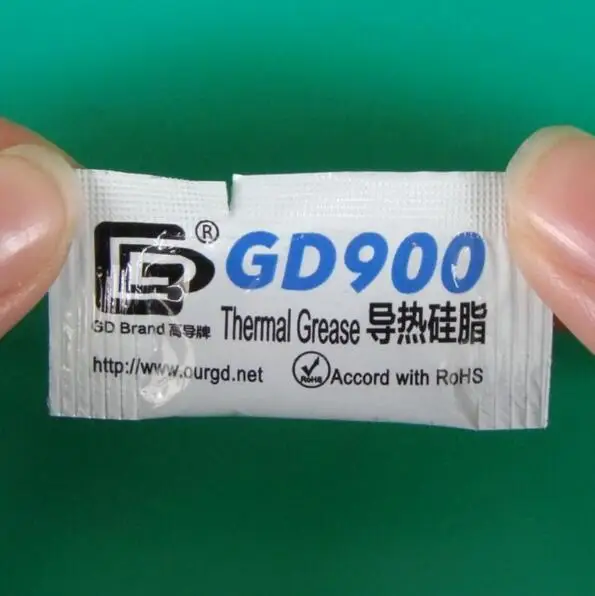 GD®
GD900
GD Brand 高导牌
Thermal Grease 导热硅脂
http://www.ourgd.net
RoHS
Accord with RoHS